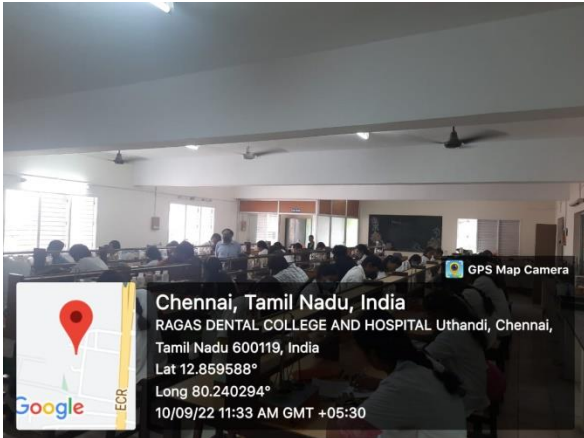 GPS Map Camera
Chennai, Tamil Nadu, India
RAGAS DENTAL COLLEGE AND HOSPITAL Uthandi, Chennai,
Tamil Nadu 600119, India
Lat 12.859588°
Long 80.240294°
10/09/22 11:33 AM GMT +05:30
Google
ECR